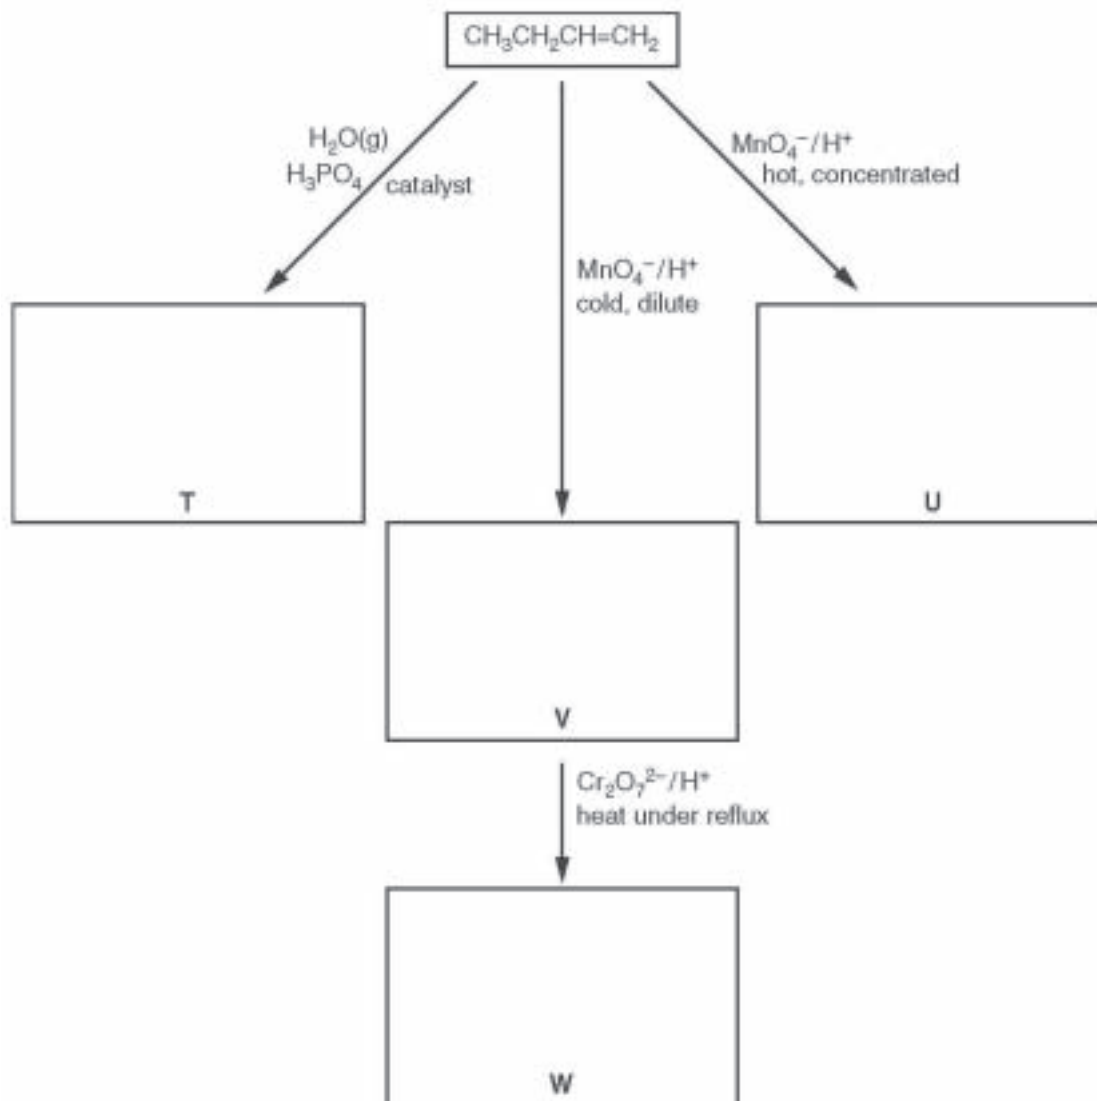 CH₃CH₂CH=CH₂
H₂O(g)
H₃PO₄ catalyst
MnO₄⁻/H⁺
hot, concentrated
MnO₄⁻/H⁺
cold, dilute
T
U
V
Cr₂O₇²⁻/H⁺
heat under reflux
W